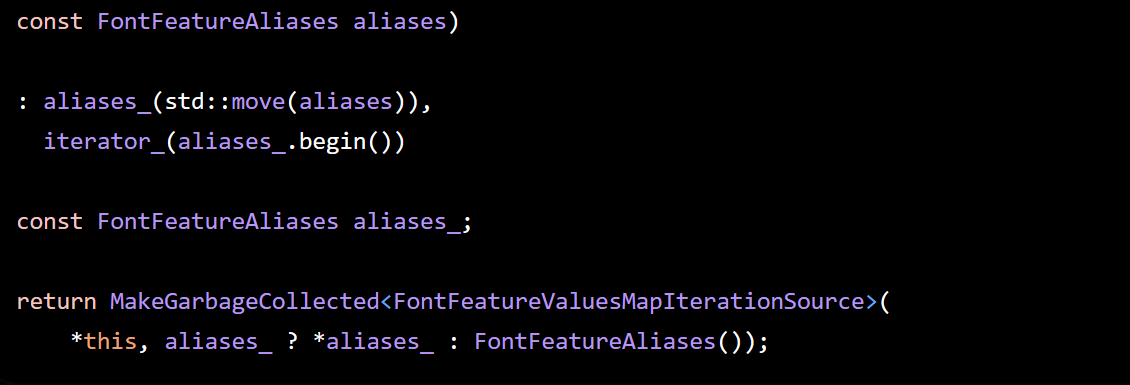 const FontFeatureAliases aliases)
: aliases_(std::move(aliases)),
iterator_(aliases_.begin())
const FontFeatureAliases aliases_;
return MakeGarbageCollected<FontFeatureValuesMapIterationSource>(
*this, aliases_ ? *aliases_ : FontFeatureAliases());